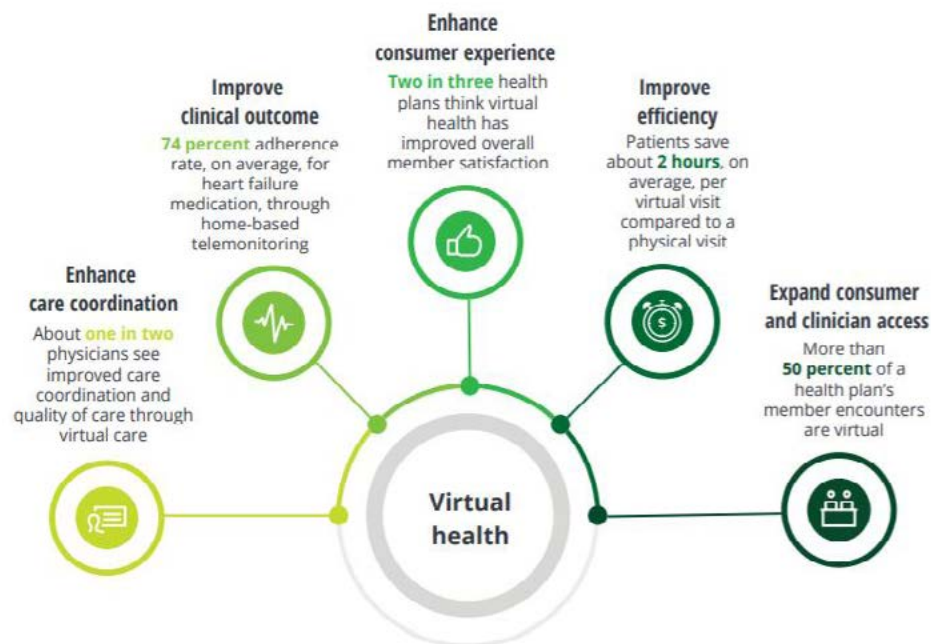 Enhance
consumer experience
Two in three health
plans think virtual
health has
improved overall
member satisfaction
Improve
clinical outcome
74 percent adherence
rate, on average, for
heart failure
medication, through
home-based
telemonitoring
Improve
efficiency
Patients save
about 2 hours, on
average, per
virtual visit
compared to a
physical visit
Enhance
care coordination
About one in two
physicians see
improved care
coordination and
quality of care through
virtual care
Expand consumer
and clinician access
More than
50 percent of a
health plan's
member encounters
are virtual
$
Virtual
health